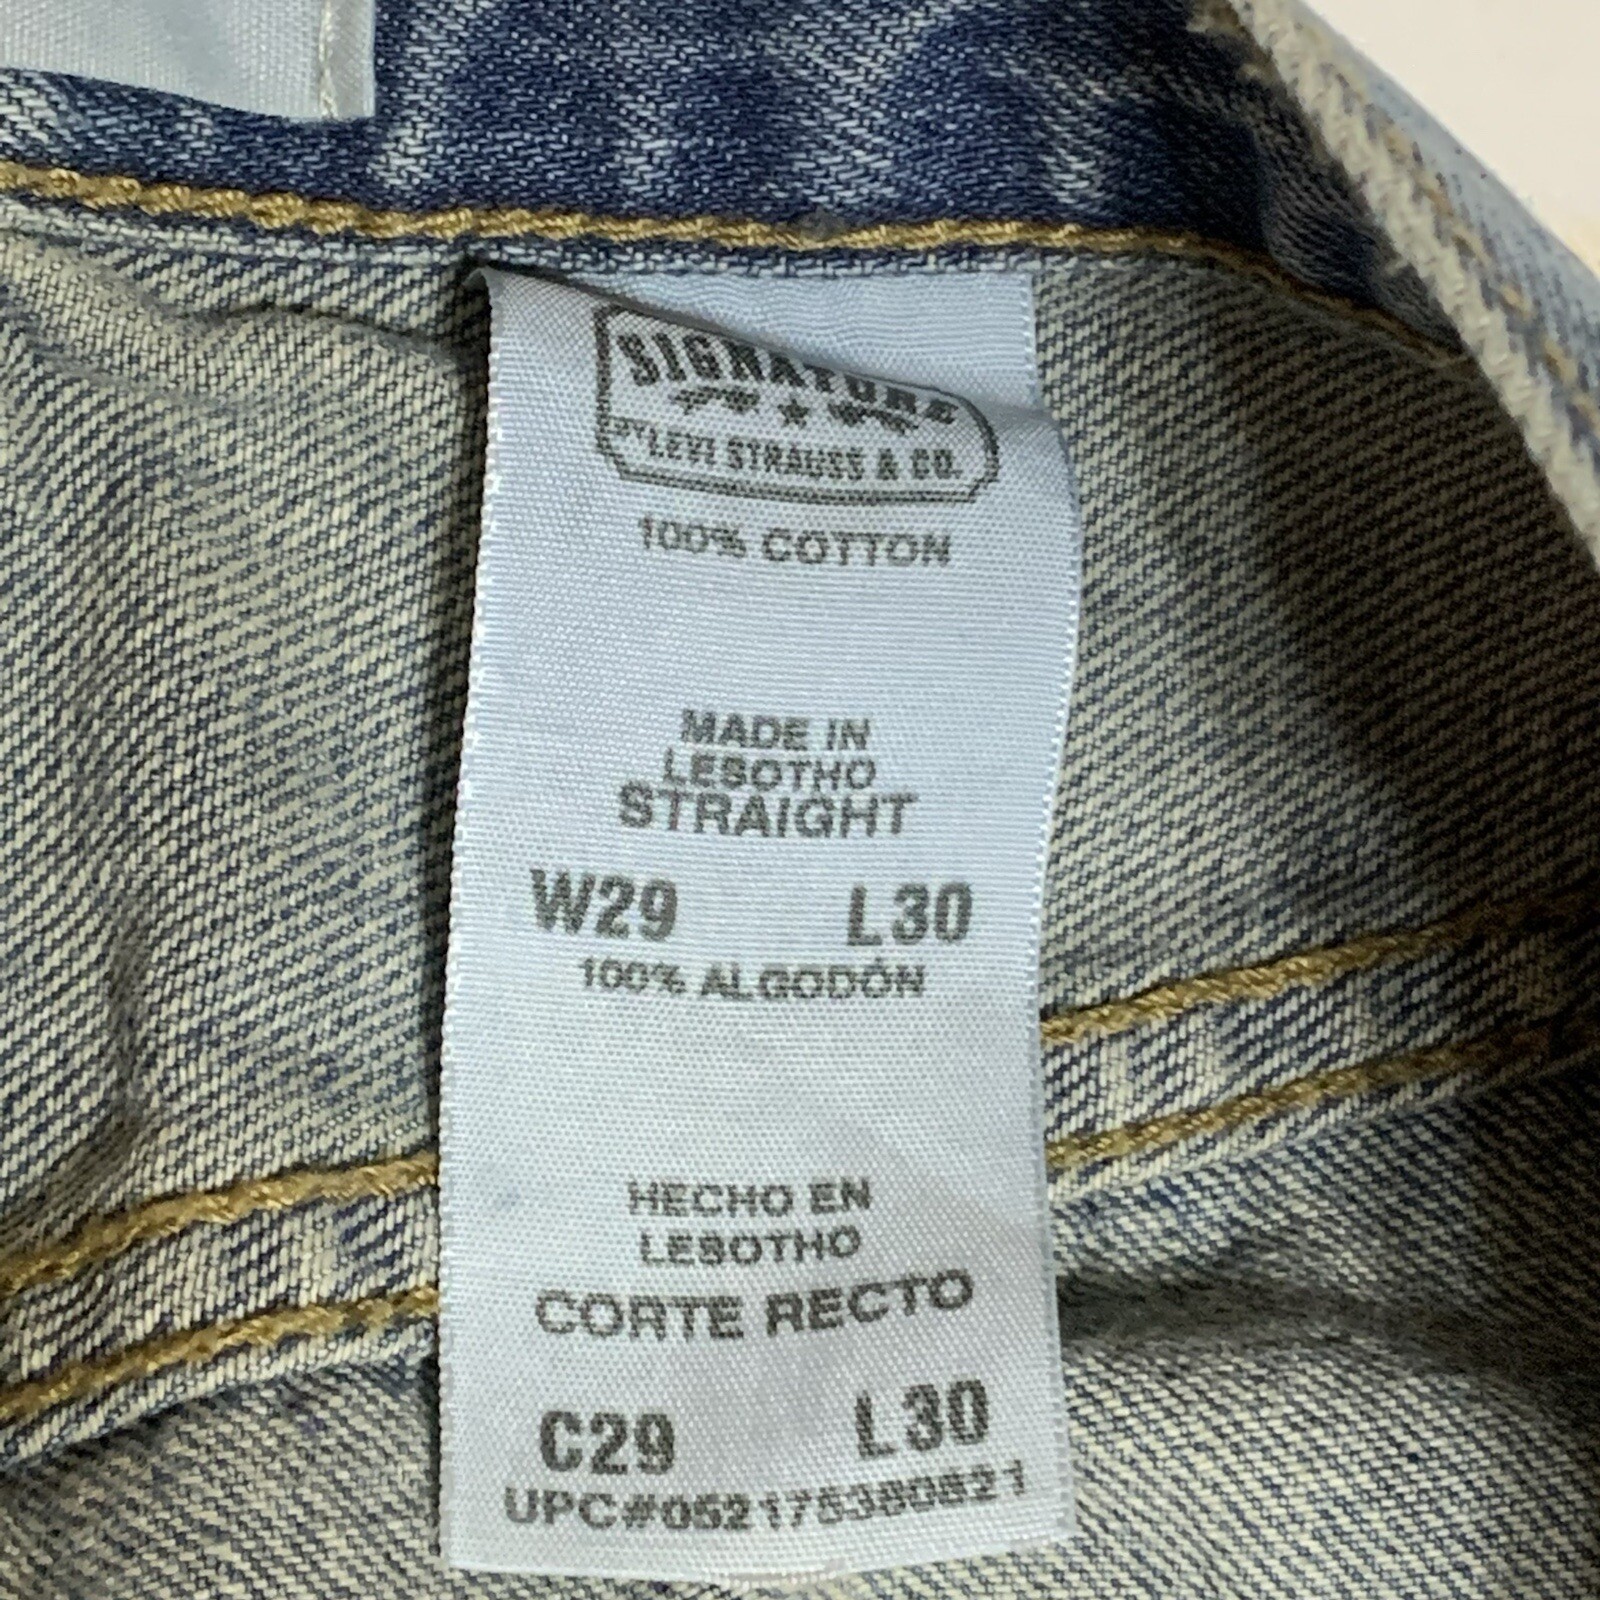 SIGNATURE
BY LEVI STRAUSS & CO.
100% COTTON
MADE IN
LESOTHO
STRAIGHT
W29 L30
100% ALGODÓN
HECHO EN
LESOTHO
CORTE RECTO
C29 L30
UPC#052175380821